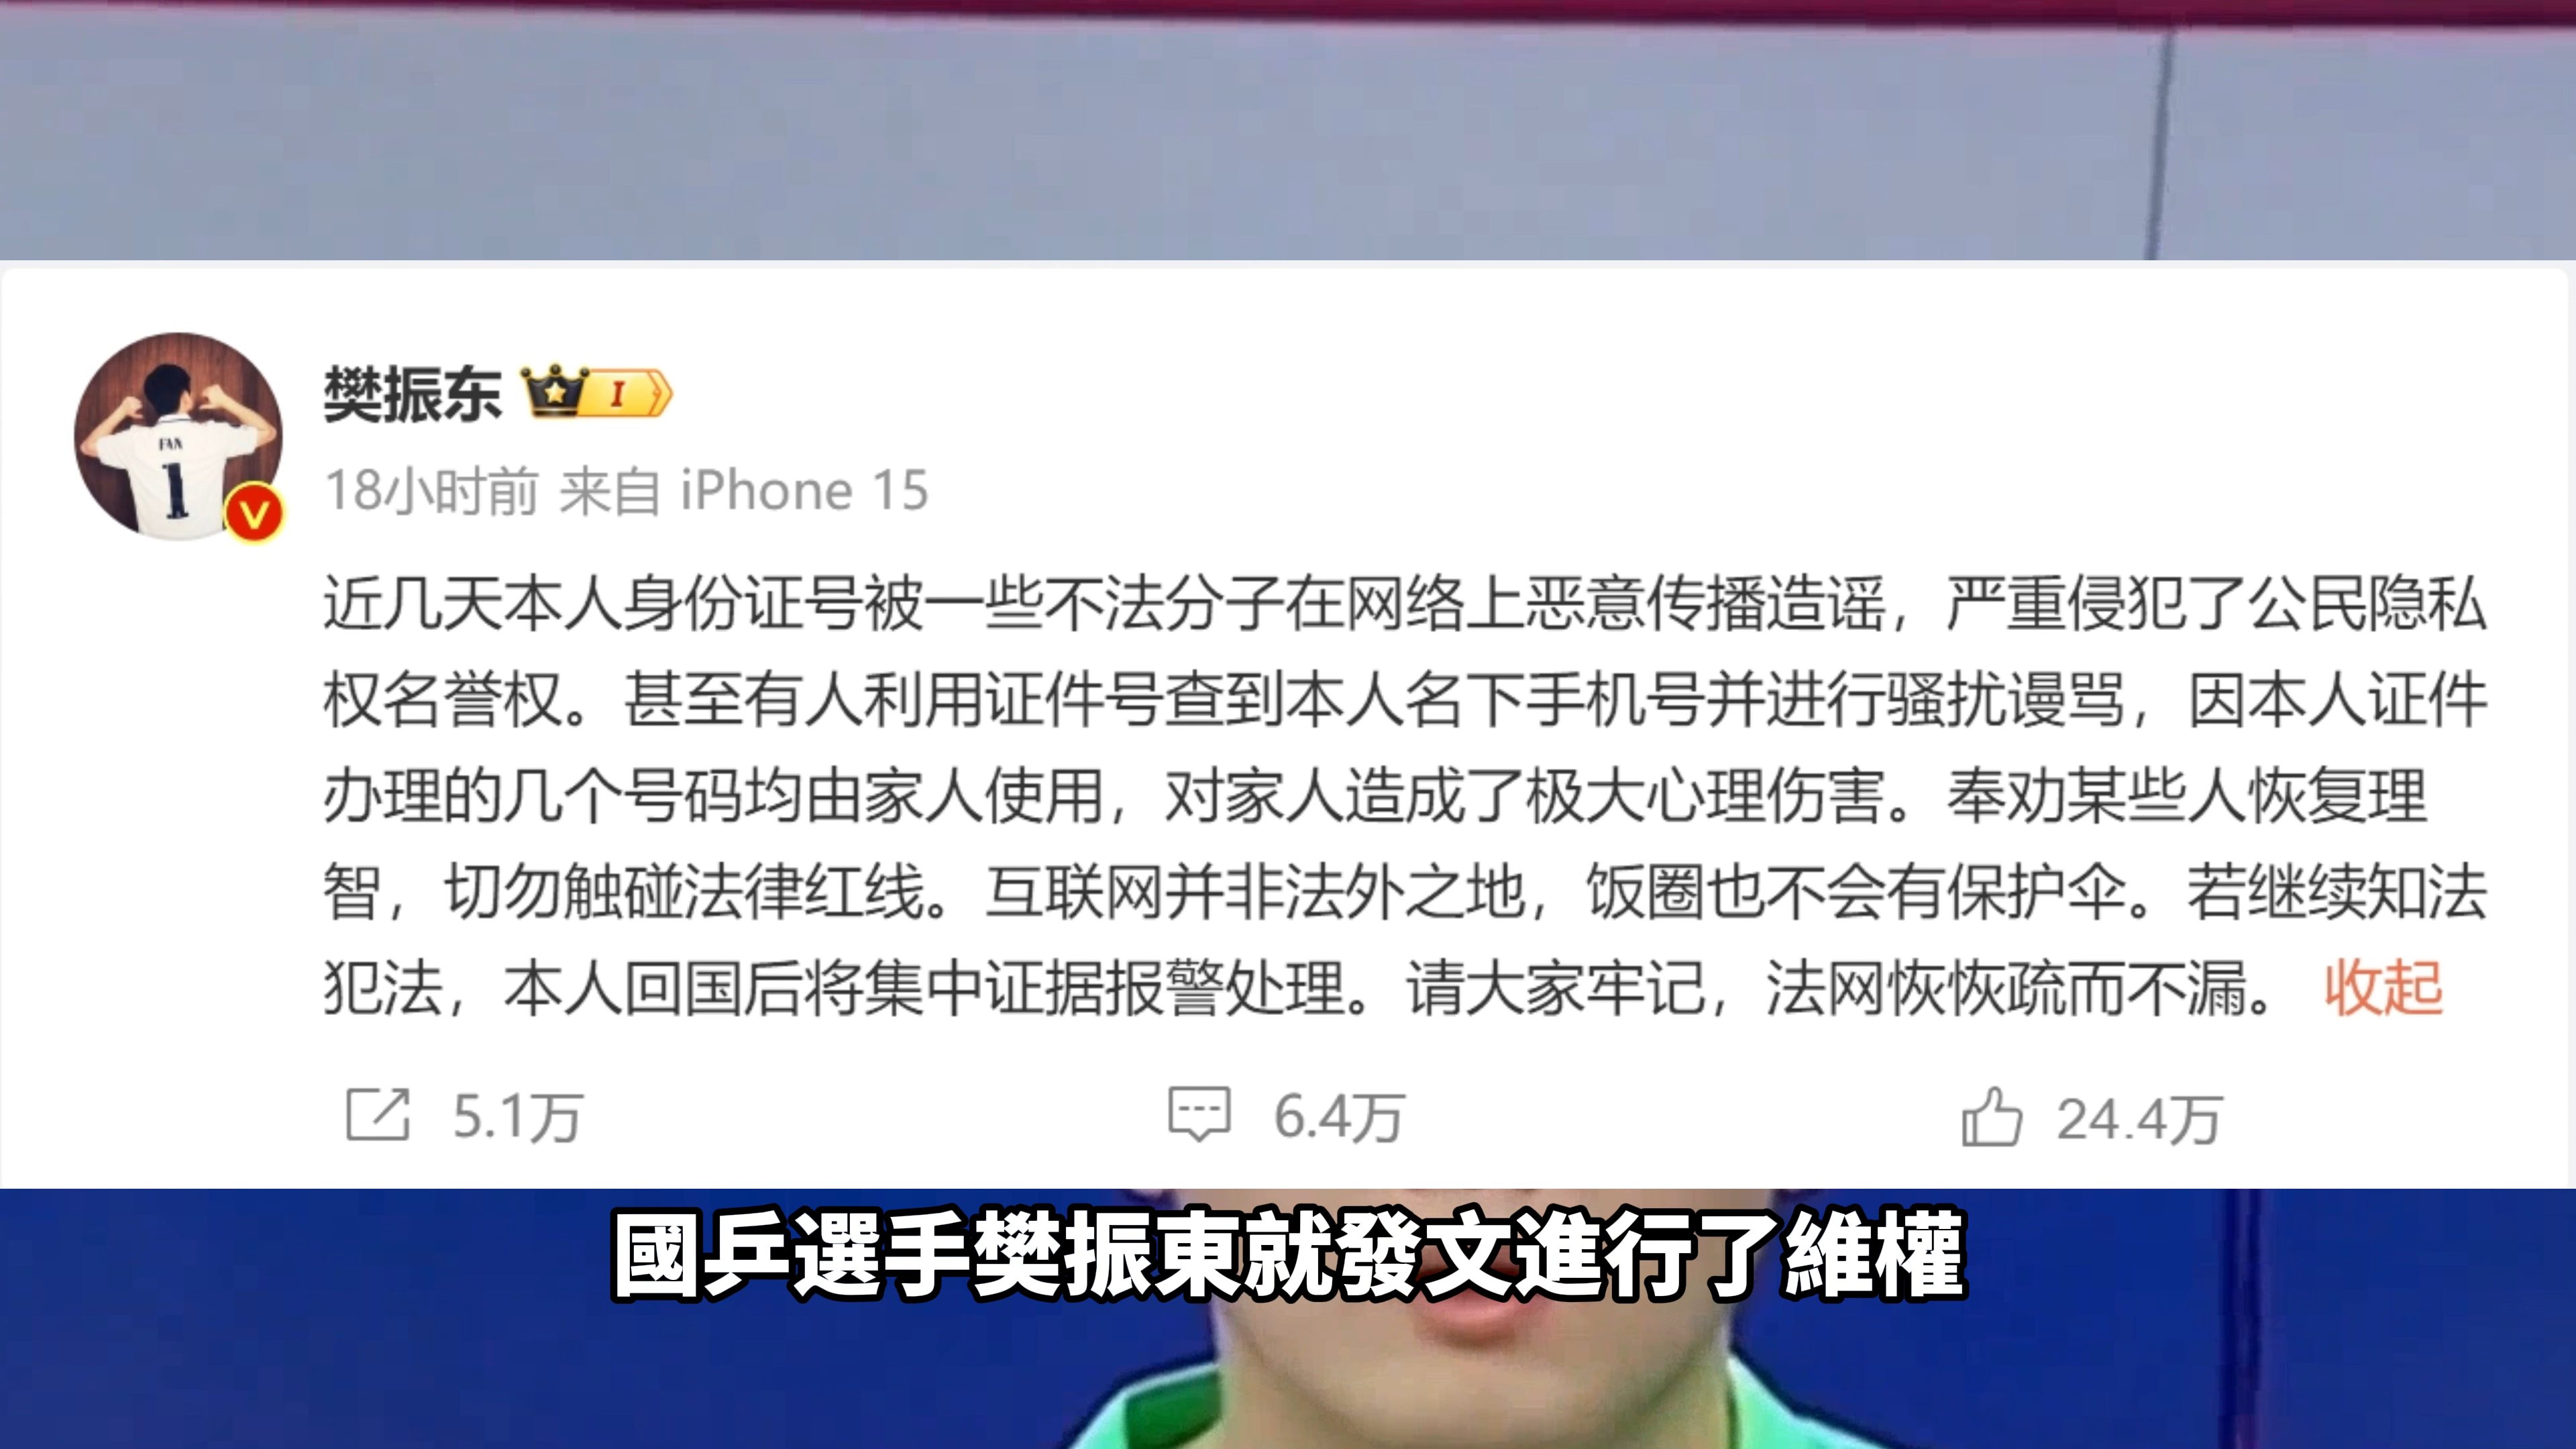 樊振东
I
FAN
1
V
18小时前 来自 iPhone 15
近几天本人身份证号被一些不法分子在网络上恶意传播造谣，严重侵犯了公民隐私
权名誉权。甚至有人利用证件号查到本人名下手机号并进行骚扰谩骂，因本人证件
办理的几个号码均由家人使用，对家人造成了极大心理伤害。奉劝某些人恢复理
智，切勿触碰法律红线。互联网并非法外之地，饭圈也不会有保护伞。若继续知法
犯法，本人回国后将集中证据报警处理。请大家牢记，法网恢恢疏而不漏。 收起
5.1万 6.4万 24.4万
國乒選手樊振東就發文進行了維權